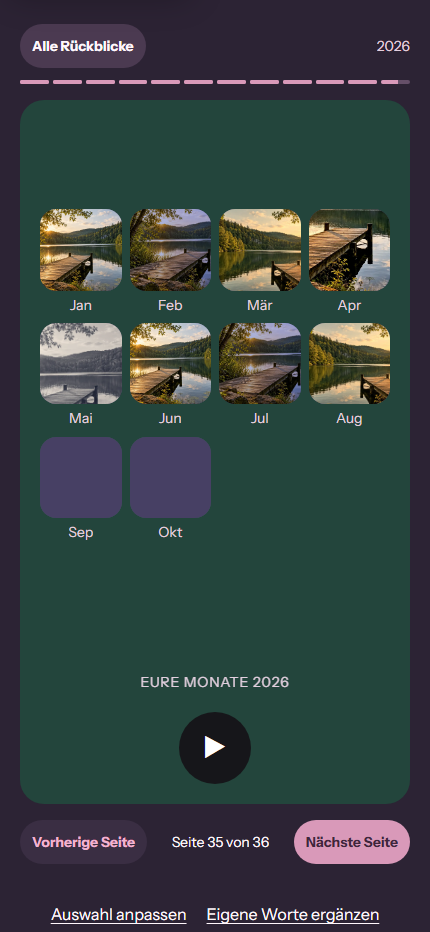 Alle Rückblicke
2026
Jan Feb Mär Apr
Mai Jun Jul Aug
Sep Okt
EURE MONATE 2026
Vorherige Seite
Seite 35 von 36
Nächste Seite
Auswahl anpassen
Eigene Worte ergänzen